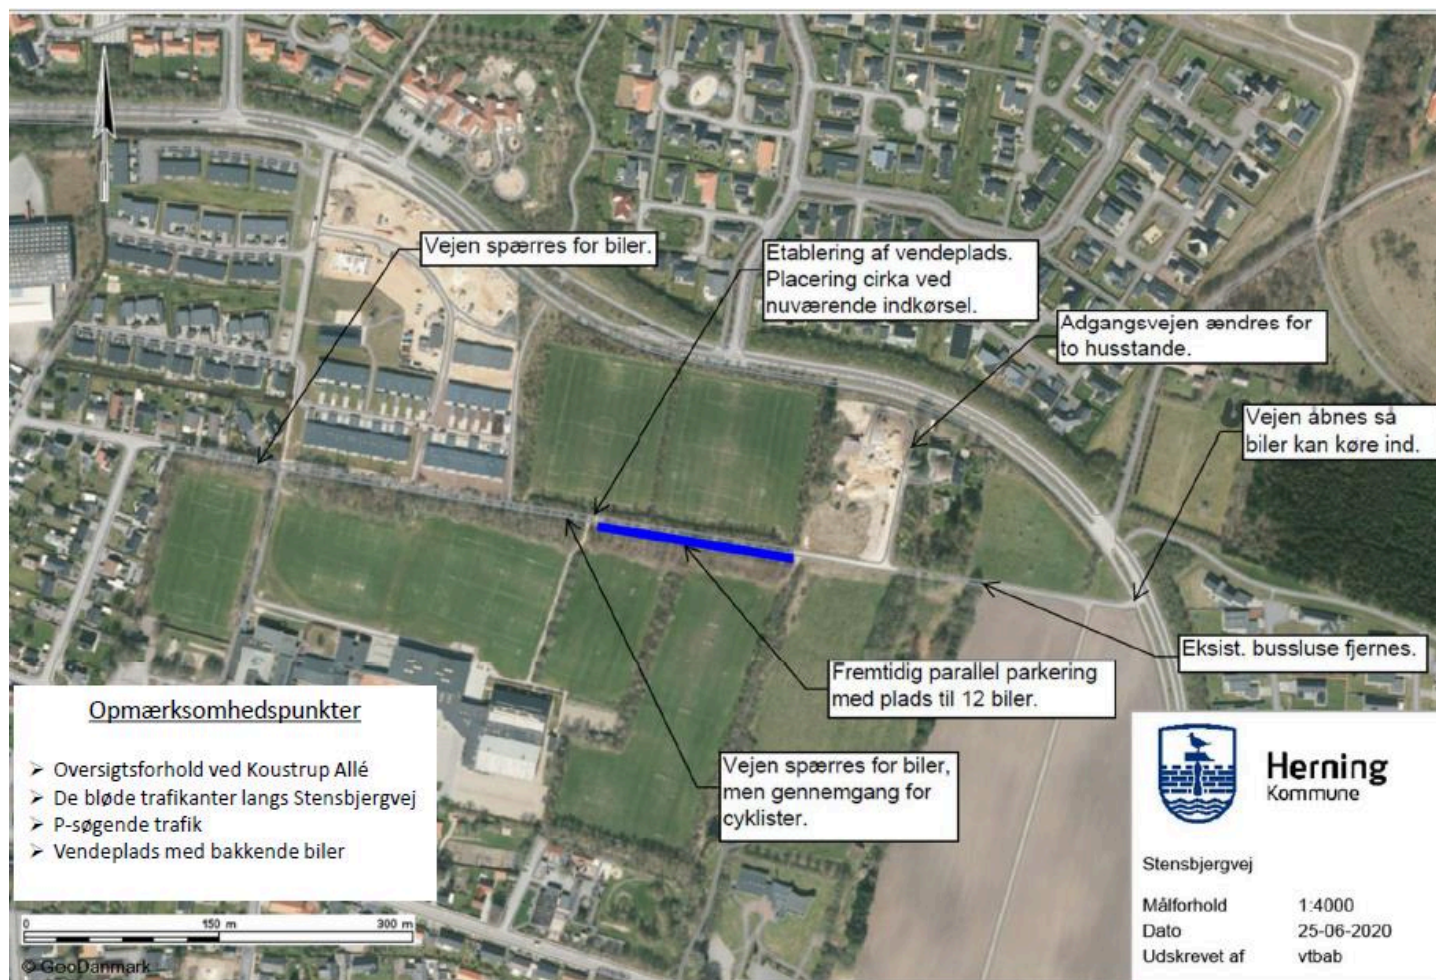 Vejen spærres for biler.
Etablering af vendeplads.
Placering cirka ved
nuværende indkørsel.
Adgangsvejen ændres for
to husstande.
Vejen åbnes så
biler kan køre ind.
Eksist. bussluse fjernes.
Fremtidig parallel parkering
med plads til 12 biler.
Vejen spærres for biler,
men gennemgang for
cyklister.
Opmærksomhedspunkter
➢ Oversigtsforhold ved Koustrup Allé
➢ De bløde trafikanter langs Stensbjergvej
➢ P-søgende trafik
➢ Vendeplads med bakkende biler
0 150 m 300 m
© GeoDanmark
Herning
Kommune
Stensbjergvej
Målforhold 1:4000
Dato 25-06-2020
Udskrevet af vtbab